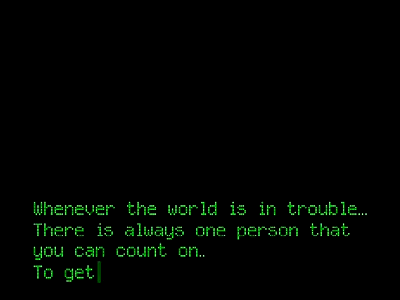 Whenever the world is in trouble…
There is always one person that
you can count on..
To get